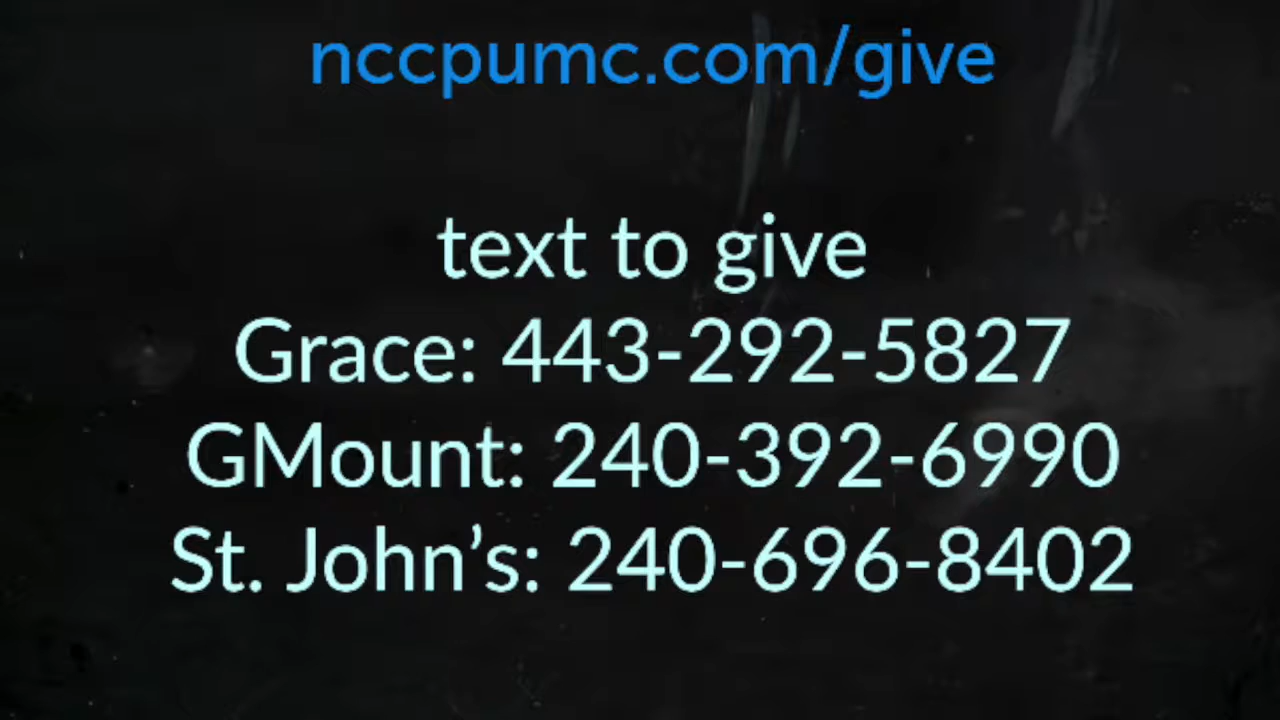 nccpumc.com/give
text to give
Grace: 443-292-5827
GMount: 240-392-6990
St. John’s: 240-696-8402